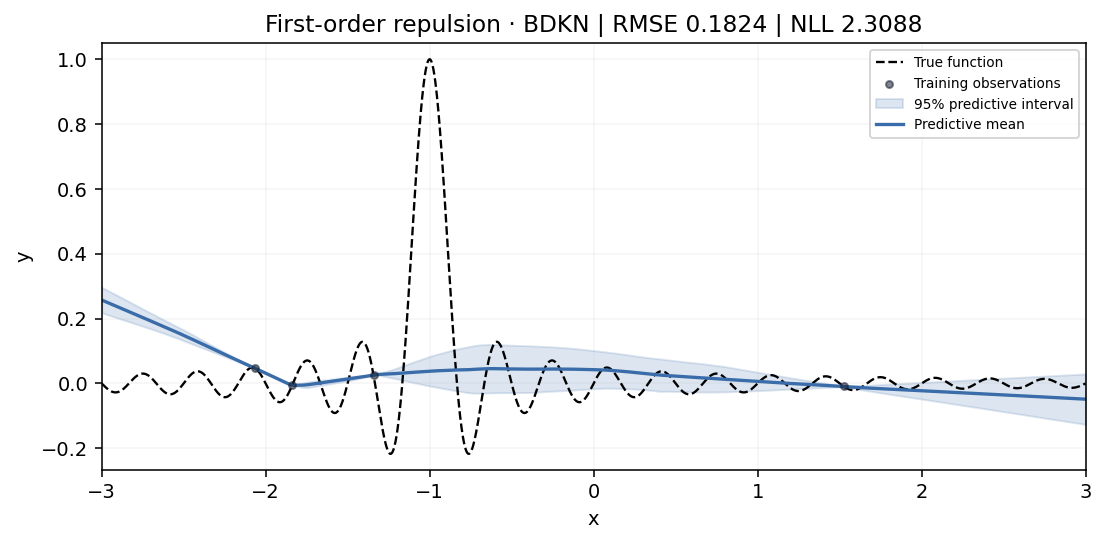 First-order repulsion · BDKN | RMSE 0.1824 | NLL 2.3088
True function
Training observations
95% predictive interval
Predictive mean
1.0
0.8
0.6
0.4
0.2
0.0
−0.2
y
−3
−2
−1
0
1
2
3
x